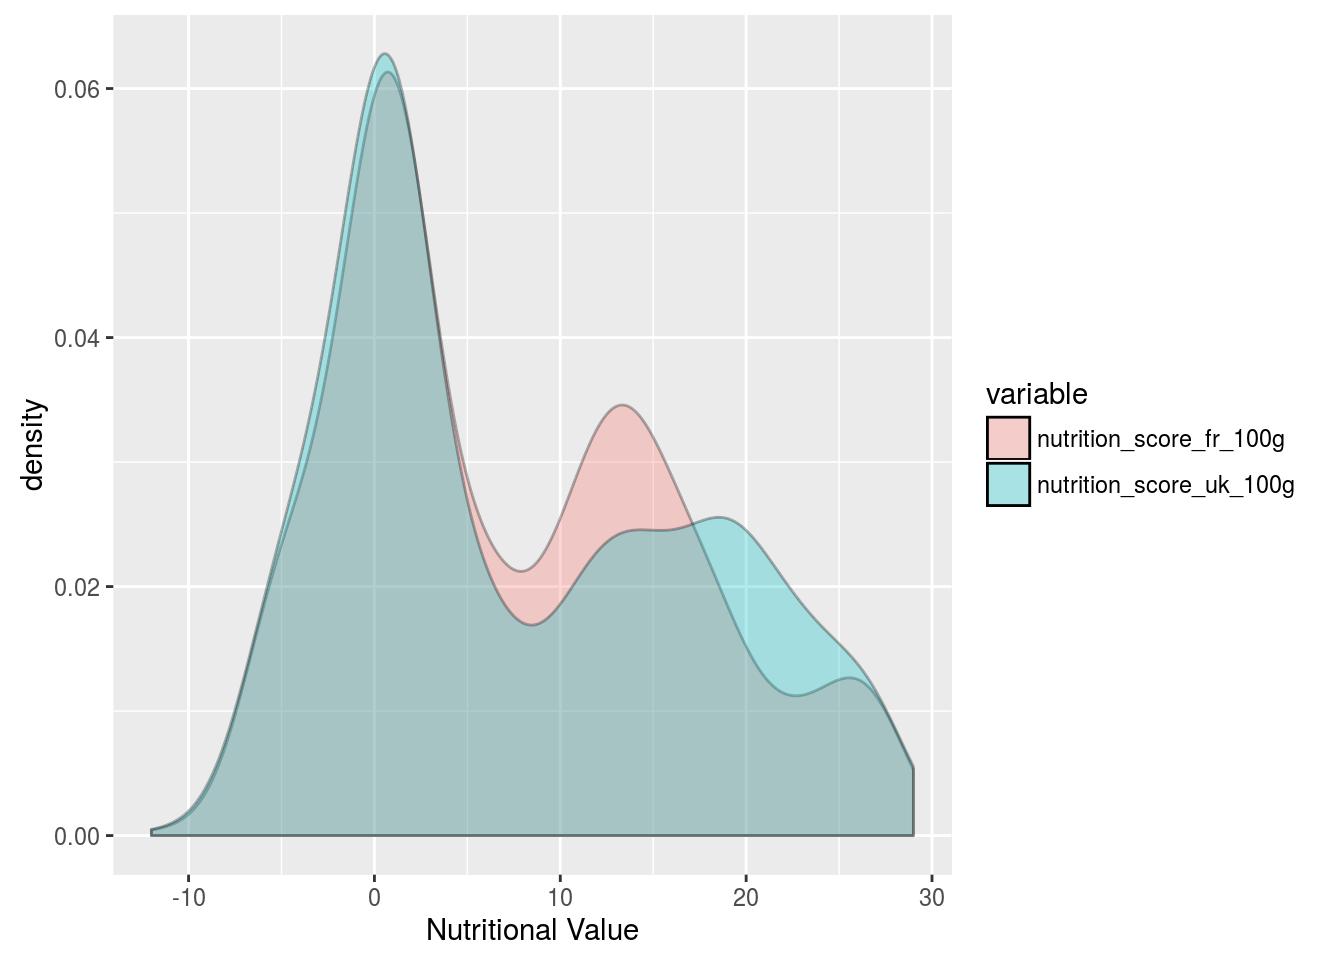 0.06
0.04
0.02
0.00
density
-10 0 10 20 30
Nutritional Value
variable
nutrition_score_fr_100g
nutrition_score_uk_100g